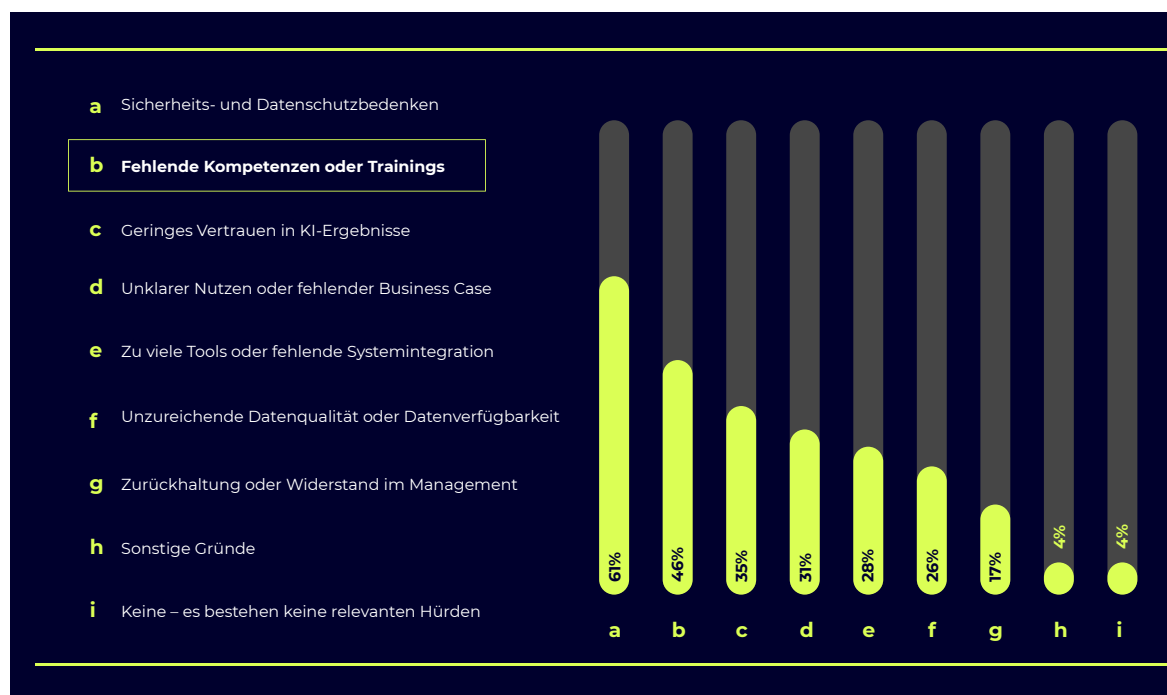 a Sicherheits- und Datenschutzbedenken
b Fehlende Kompetenzen oder Trainings
c Geringes Vertrauen in KI-Ergebnisse
d Unklarer Nutzen oder fehlender Business Case
e Zu viele Tools oder fehlende Systemintegration
f Unzureichende Datenqualität oder Datenverfügbarkeit
g Zurückhaltung oder Widerstand im Management
h Sonstige Gründe
i Keine – es bestehen keine relevanten Hürden
61% 46% 35% 31% 28% 26% 17% 4% 4%
a b c d e f g h i